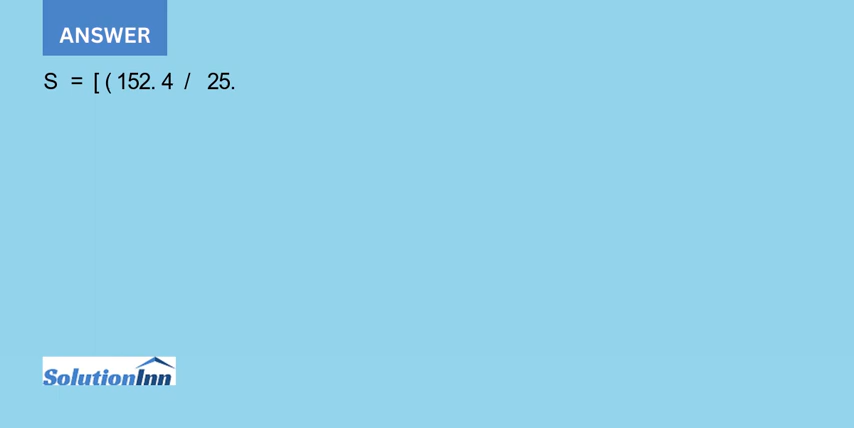 ANSWER
S = [ ( 152. 4 / 25.
SolutionInn